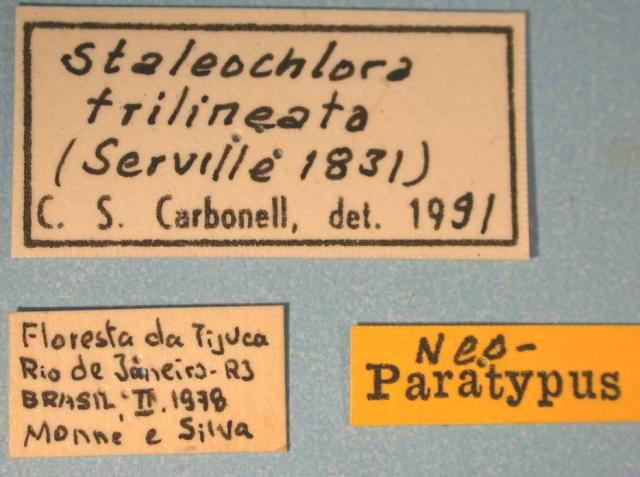 Staleochlora
trilineata
(Serville 1831)
C. S. Carbonell, det. 1991
Floresta da Tijuca
Rio de Janeiro-RJ
BRASIL, II.1978
Monné e Silva
Neo-
Paratypus